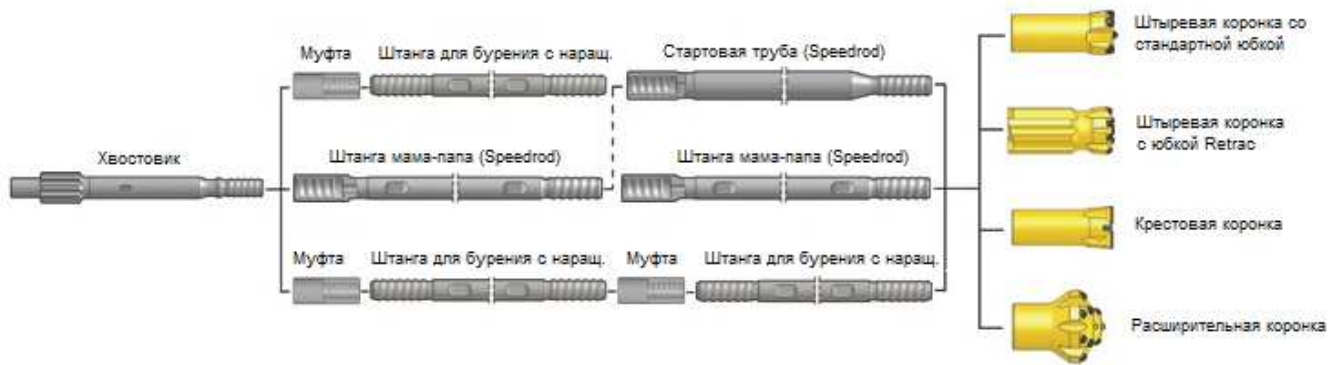 Хвостовик
Муфта
Штанга для бурения с наращ.
Стартовая труба (Speedrod)
Штанга мама-папа (Speedrod)
Штанга мама-папа (Speedrod)
Муфта
Штанга для бурения с наращ.
Муфта
Штанга для бурения с наращ.
Штыревая коронка со
стандартной юбкой
Штыревая коронка
с юбкой Retrac
Крестовая коронка
Расширительная коронка